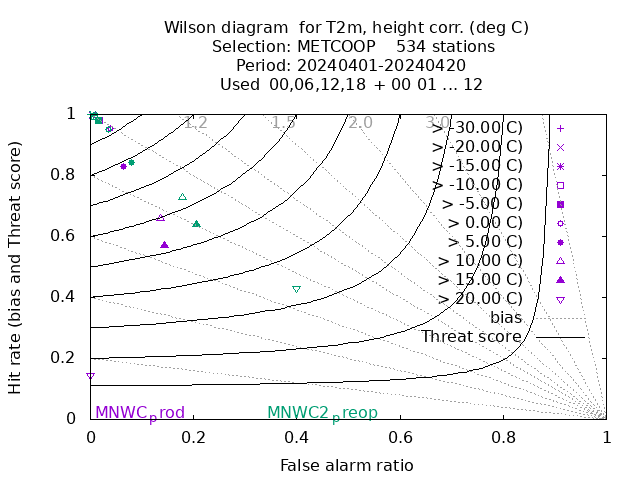 Wilson diagram  for T2m, height corr. (deg C)
Selection: METCOOP    534 stations
Period: 20240401-20240420
Used  00,06,12,18  + 00 01 ... 12
Hit rate (bias and Threat score)
1
0.8
0.6
0.4
0.2
0
1.2
1.5
2.0
3.0
> -30.00 C)
> -20.00 C)
> -15.00 C)
> -10.00 C)
> -5.00 C)
> 0.00 C)
> 5.00 C)
> 10.00 C)
> 15.00 C)
> 20.00 C)
bias
Threat score
MNWC_prod
MNWC2_preop
0
0.2
0.4
0.6
0.8
1
False alarm ratio